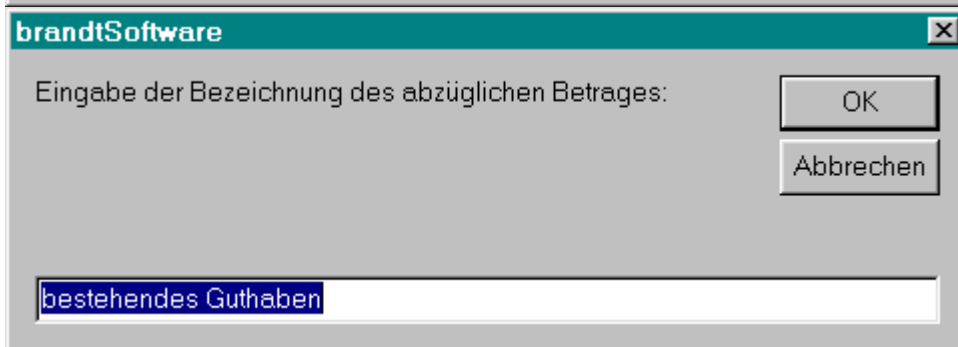 brandtSoftware
Eingabe der Bezeichnung des abzüglichen Betrages:
OK
Abbrechen
bestehendes Guthaben